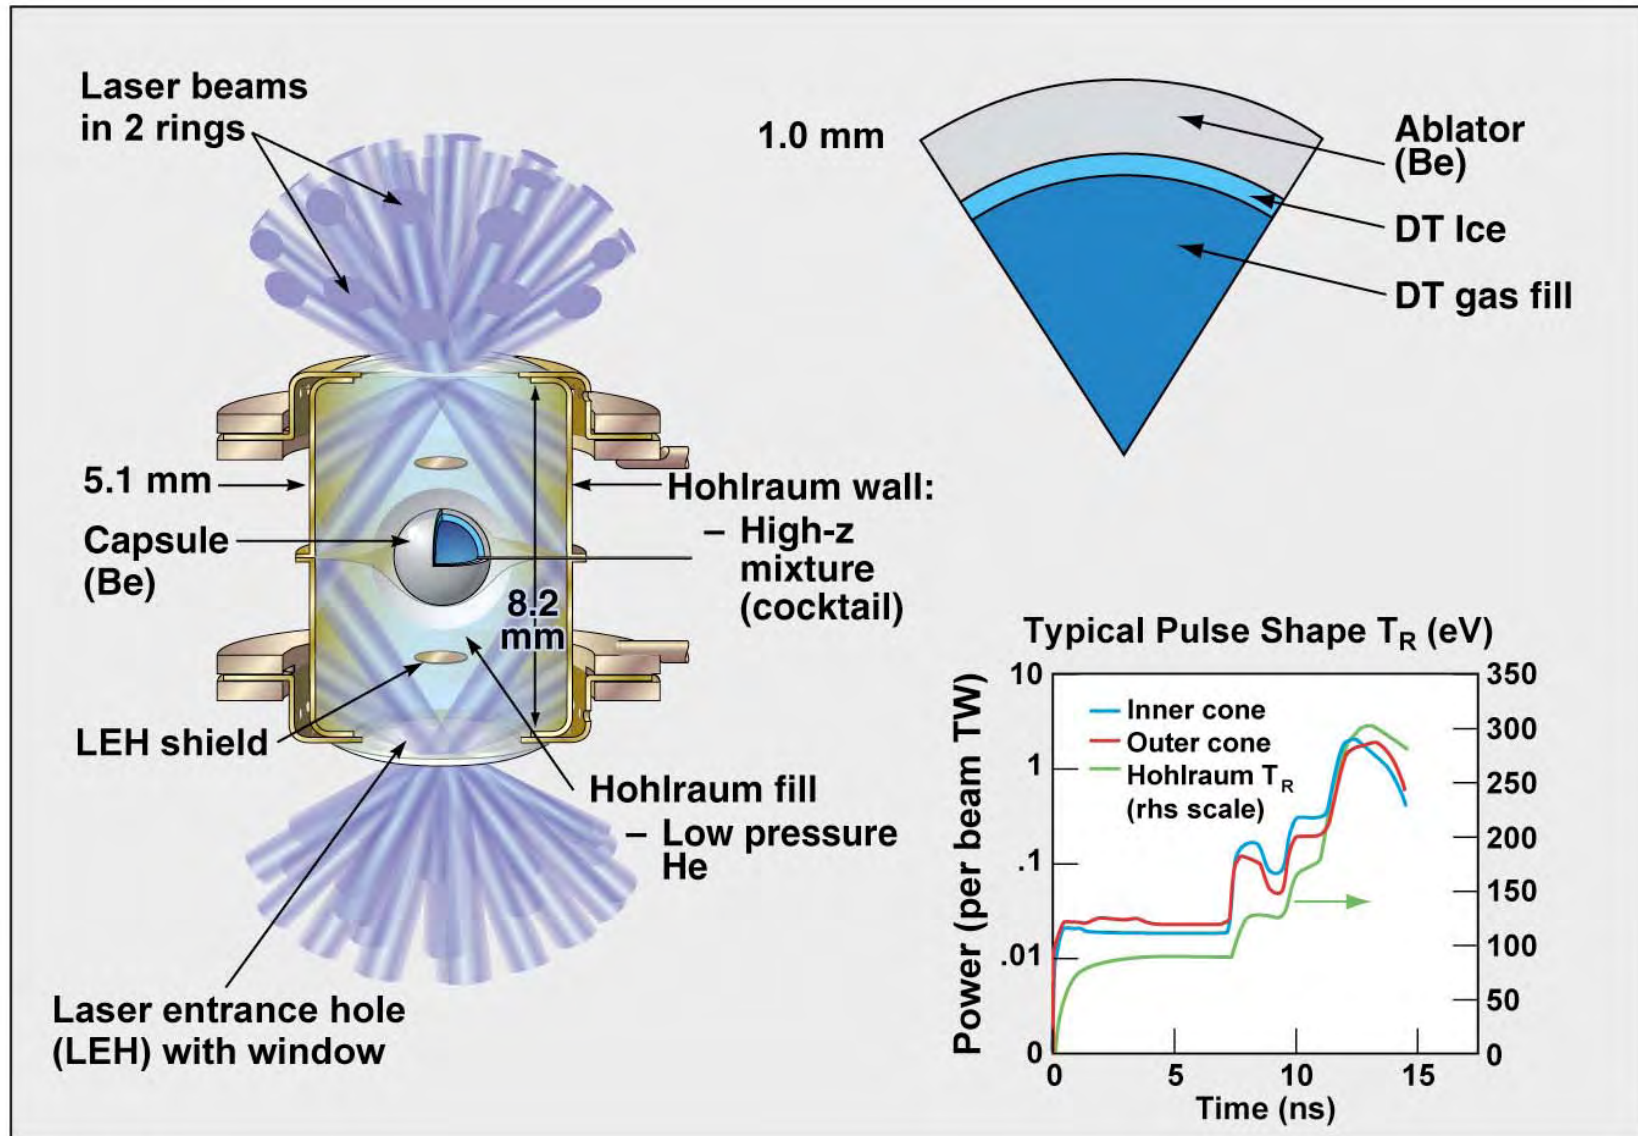 Laser beams
in 2 rings
1.0 mm
Ablator
(Be)
DT Ice
DT gas fill
5.1 mm
Capsule
(Be)
Hohlraum wall:
– High-z
mixture
(cocktail)
8.2
mm
LEH shield
Hohlraum fill
– Low pressure
He
Laser entrance hole
(LEH) with window
Typical Pulse Shape TR (eV)
Power (per beam TW)
10
1
.1
.01
0
Inner cone
Outer cone
Hohlraum TR
(rhs scale)
350
300
250
200
150
100
50
0
0 5 10 15
Time (ns)